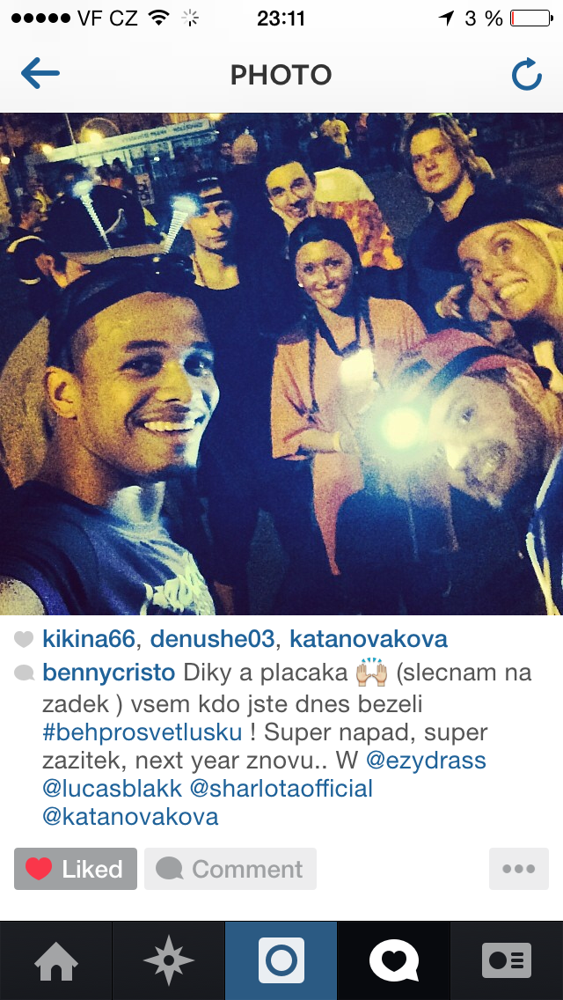 VF CZ 23:11 3 %
PHOTO
kikina66, denushe03, katanovakova
bennycristo Diky a placaka 🙌 (slecnam na
zadek ) vsem kdo jste dnes bezeli
#behprosvetlusku ! Super napad, super
zazitek, next year znovu.. W @ezydrass
@lucasblakk @sharlotaofficial
@katanovakova
Liked Comment